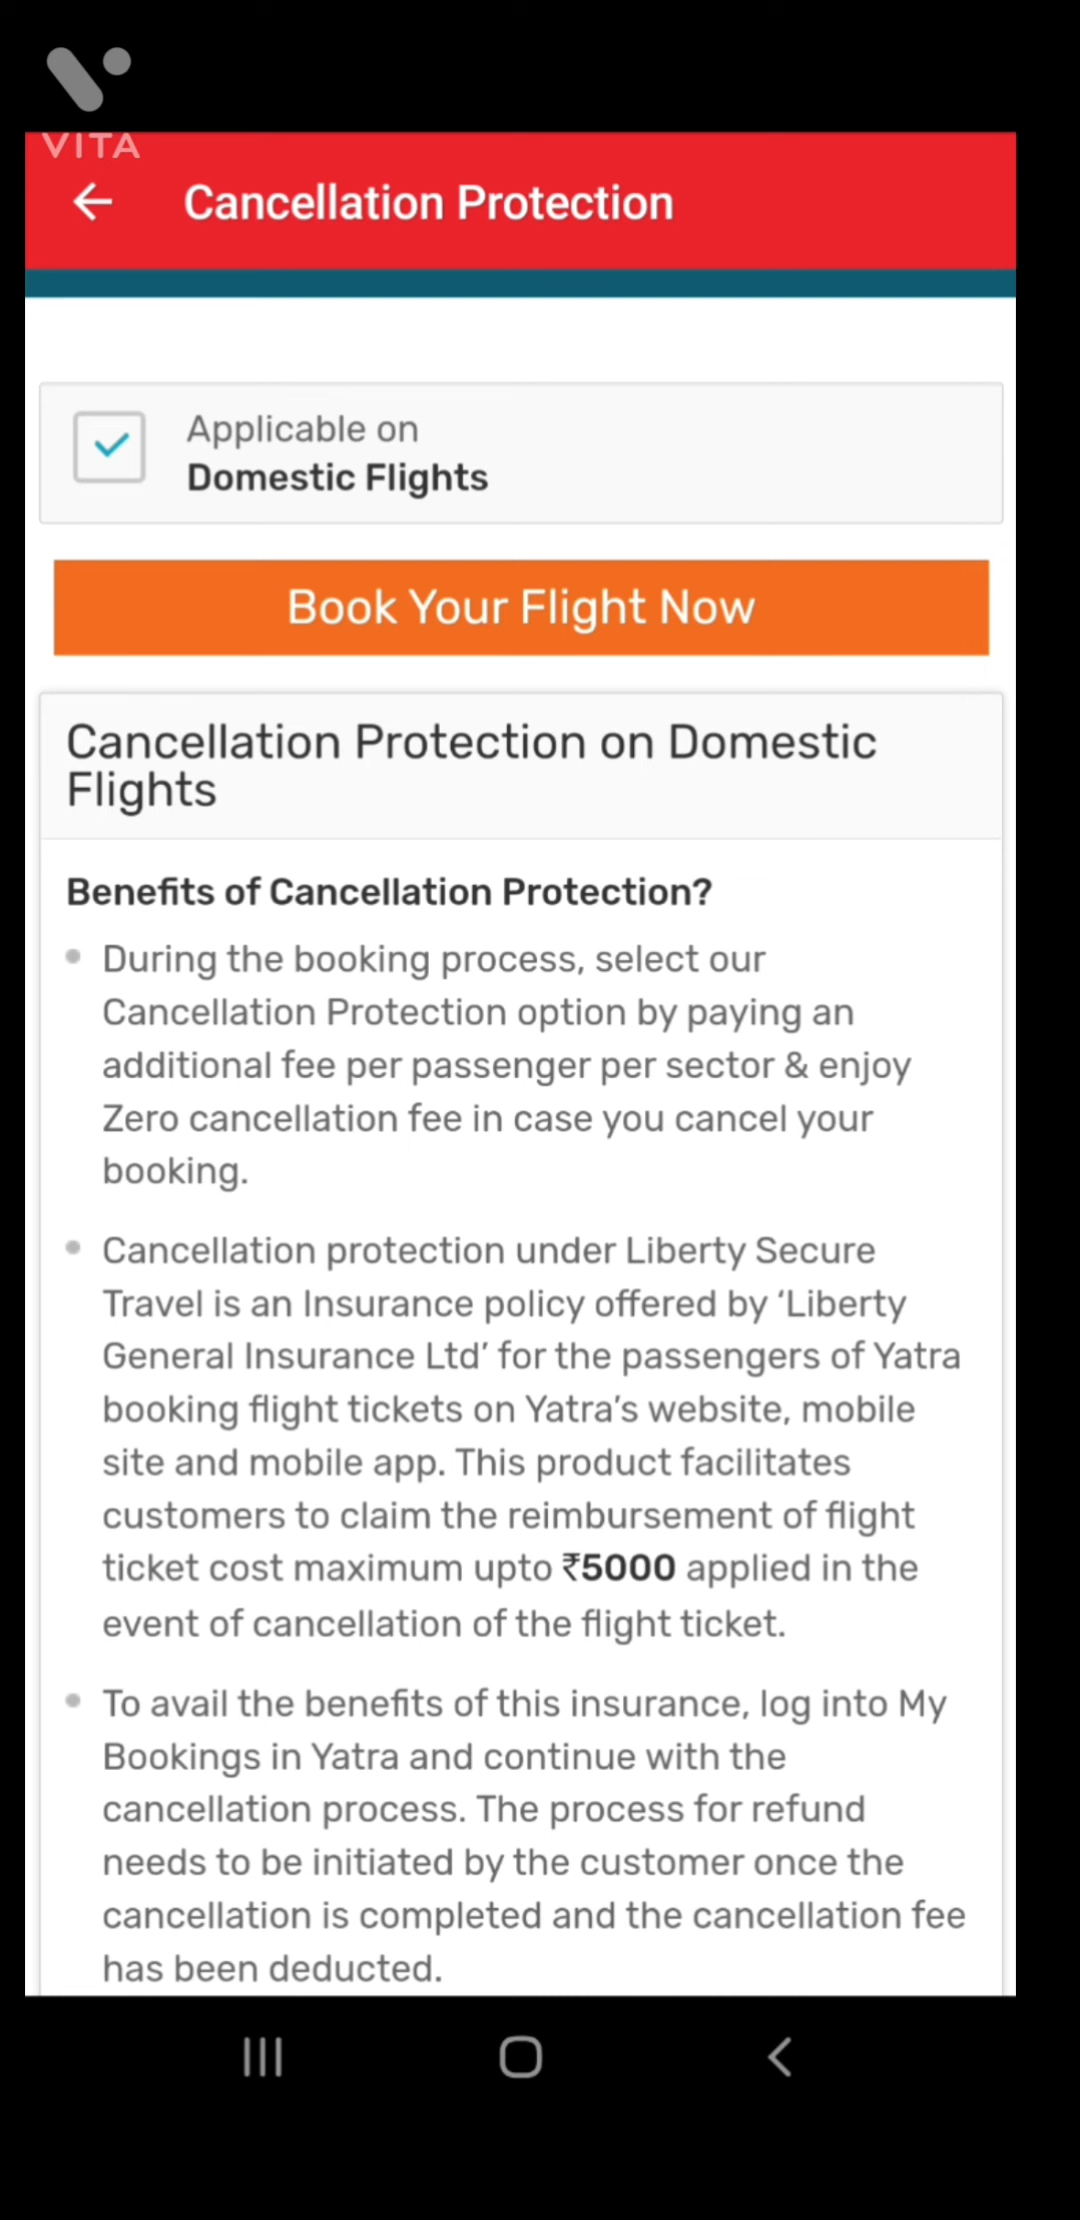 VITA
Cancellation Protection
Applicable on
Domestic Flights
Book Your Flight Now
Cancellation Protection on Domestic
Flights
Benefits of Cancellation Protection?
During the booking process, select our
Cancellation Protection option by paying an
additional fee per passenger per sector & enjoy
Zero cancellation fee in case you cancel your
booking.
Cancellation protection under Liberty Secure
Travel is an Insurance policy offered by ‘Liberty
General Insurance Ltd’ for the passengers of Yatra
booking flight tickets on Yatra’s website, mobile
site and mobile app. This product facilitates
customers to claim the reimbursement of flight
ticket cost maximum upto ₹5000 applied in the
event of cancellation of the flight ticket.
To avail the benefits of this insurance, log into My
Bookings in Yatra and continue with the
cancellation process. The process for refund
needs to be initiated by the customer once the
cancellation is completed and the cancellation fee
has been deducted.